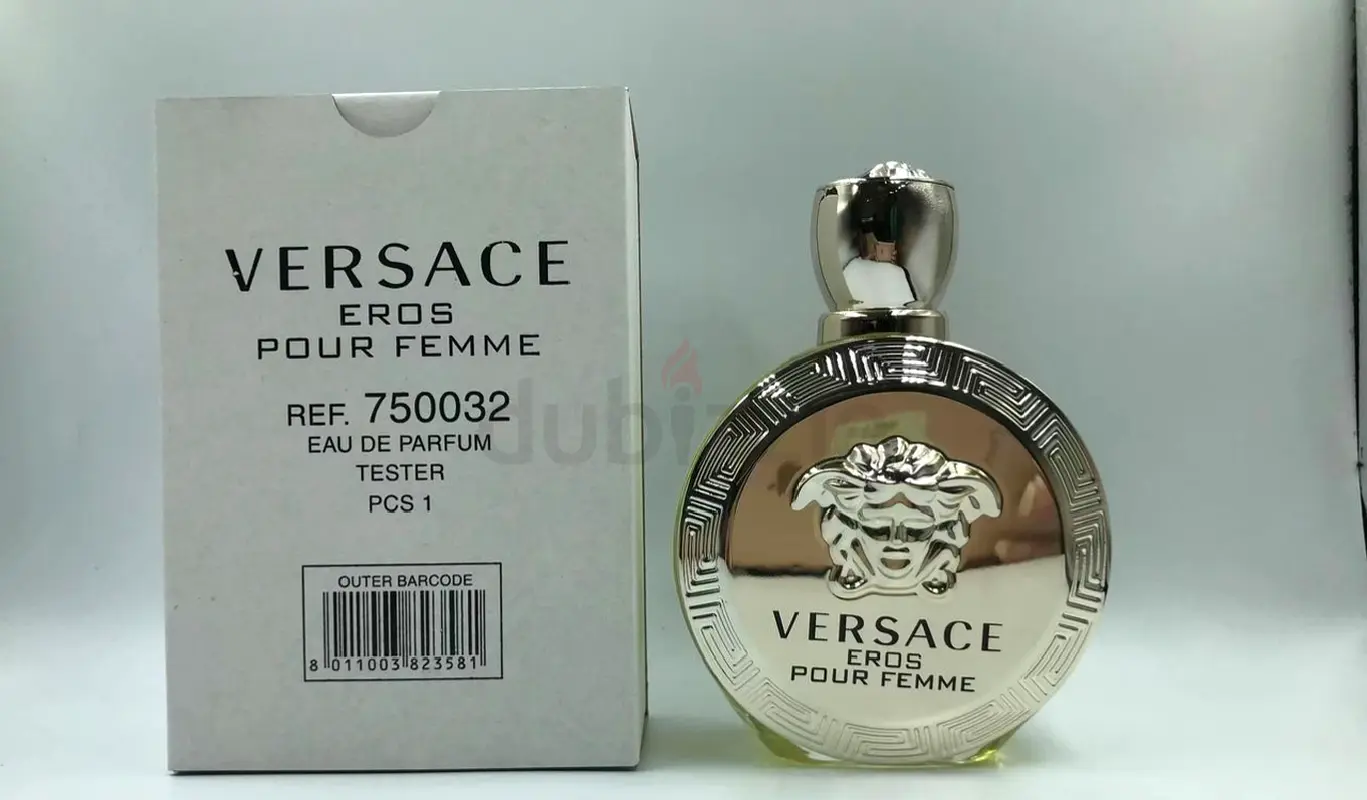 VERSACE
EROS
POUR FEMME
REF. 750032
EAU DE PARFUM
TESTER
PCS 1
OUTER BARCODE
8 011003 823581
VERSACE
EROS
POUR FEMME